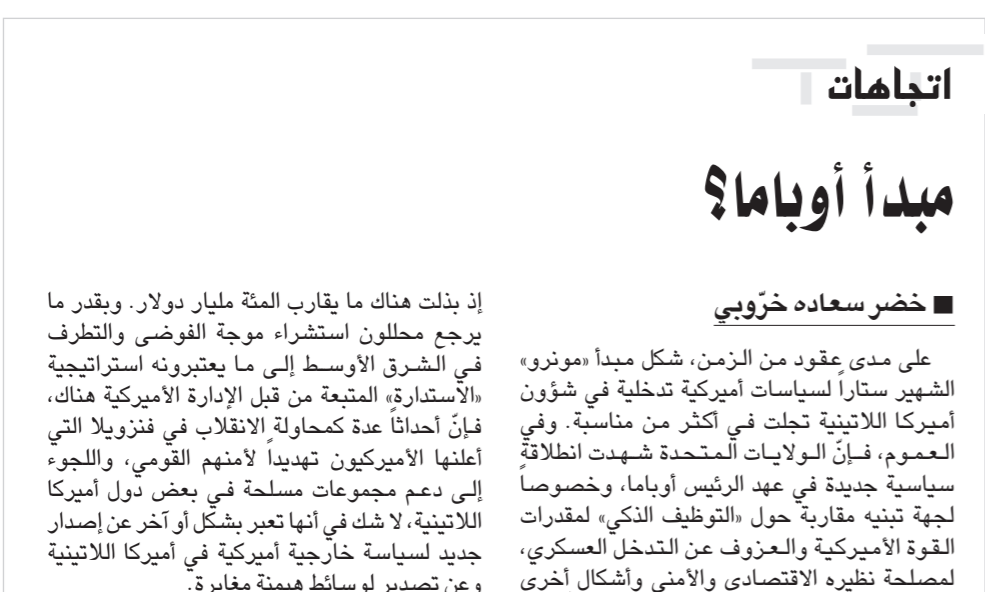 اتجاهات
مبدأ أوباما؟
■ خضر سعاده خرّوبي
على مدى عقود من الزمن، شكل مبدأ «مونرو»
الشهير ستاراً لسياسات أميركية تدخلية في شؤون
أميركا اللاتينية تجلت في أكثر من مناسبة. وفي
العموم، فإنّ الولايات المتحدة شهدت انطلاقةً
سياسية جديدة في عهد الرئيس أوباما، وخصوصاً
لجهة تبنيه مقاربة حول «التوظيف الذكي» لمقدرات
القوة الأميركية والعزوف عن التدخل العسكري،
لمصلحة نظيره الاقتصادي والأمني وأشكال أخرى
إذ بذلت هناك ما يقارب المئة مليار دولار. وبقدر ما
يرجع محللون استشراء موجة الفوضى والتطرف
في الشرق الأوسط إلى ما يعتبرونه استراتيجية
«الاستدارة» المتبعة من قبل الإدارة الأميركية هناك،
فإنّ أحداثاً عدة كمحاولة الانقلاب في فنزويلا التي
أعلنها الأميركيون تهديداً لأمنهم القومي، واللجوء
إلى دعم مجموعات مسلحة في بعض دول أميركا
اللاتينية، لا شك في أنها تعبر بشكل أو آخر عن إصدار
جديد لسياسة خارجية أميركية في أميركا اللاتينية
وعن تصدير لوسائط هيمنة مغايرة.